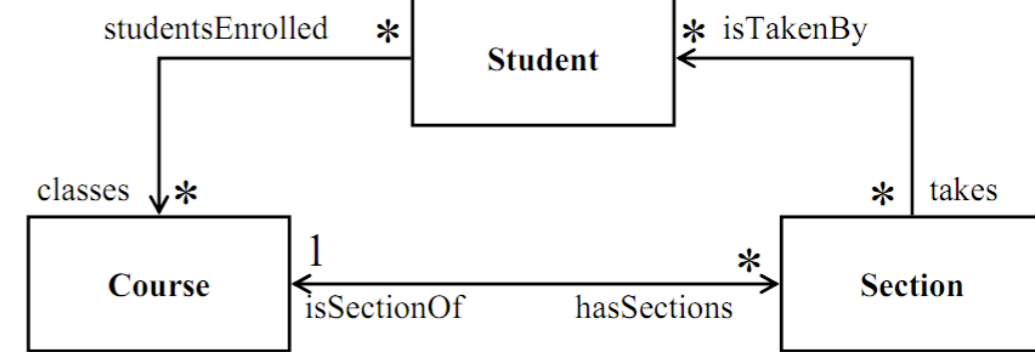 studentsEnrolled * * isTakenBy
Student
classes * * takes
1 *
Course Section
isSectionOf hasSections